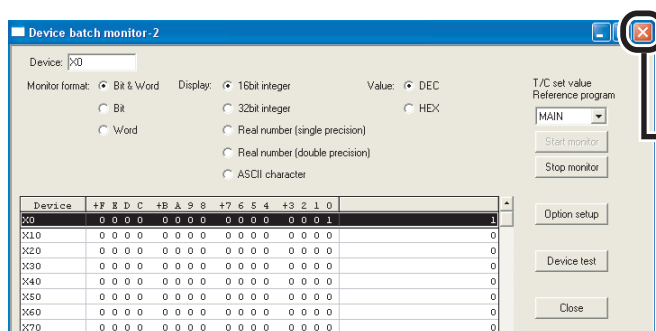 Device batch monitor-2
Device: X0
Monitor format: Bit & Word Display: 16bit integer Value: DEC T/C set value
Bit 32bit integer HEX Reference program
Word Real number (single precision) MAIN
Real number (double precision) Start monitor
ASCII character Stop monitor
Device +F E D C +B A 9 8 +7 6 5 4 +3 2 1 0
X0 0 0 0 0 0 0 0 0 0 0 0 0 0 0 0 1 1
X10 0 0 0 0 0 0 0 0 0 0 0 0 0 0 0 0 0
X20 0 0 0 0 0 0 0 0 0 0 0 0 0 0 0 0 0
X30 0 0 0 0 0 0 0 0 0 0 0 0 0 0 0 0 0
X40 0 0 0 0 0 0 0 0 0 0 0 0 0 0 0 0 0
X50 0 0 0 0 0 0 0 0 0 0 0 0 0 0 0 0 0
X60 0 0 0 0 0 0 0 0 0 0 0 0 0 0 0 0 0
X70 0 0 0 0 0 0 0 0 0 0 0 0 0 0 0 0 0
Option setup
Device test
Close